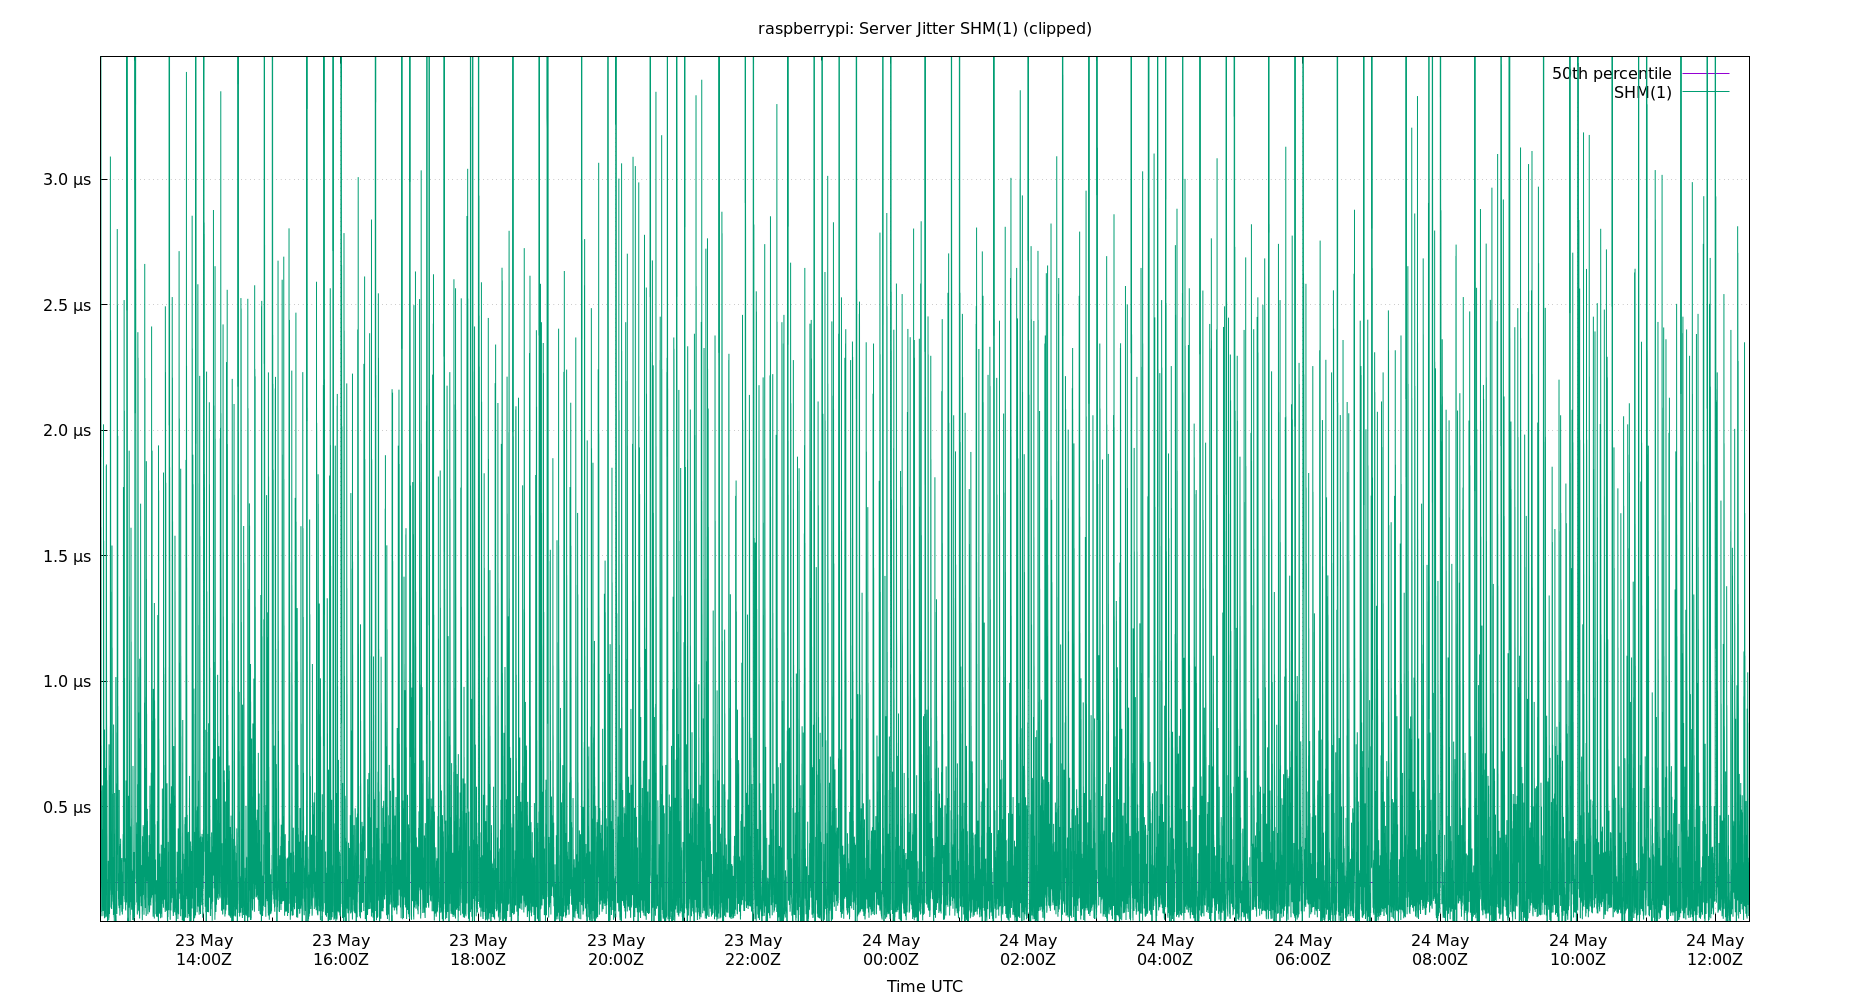 raspberrypi: Server Jitter SHM(1) (clipped)
50th percentile
SHM(1)
3.0 µs
2.5 µs
2.0 µs
1.5 µs
1.0 µs
0.5 µs
23 May 23 May 23 May 23 May 23 May 24 May 24 May 24 May 24 May 24 May 24 May 24 May
14:00Z 16:00Z 18:00Z 20:00Z 22:00Z 00:00Z 02:00Z 04:00Z 06:00Z 08:00Z 10:00Z 12:00Z
Time UTC